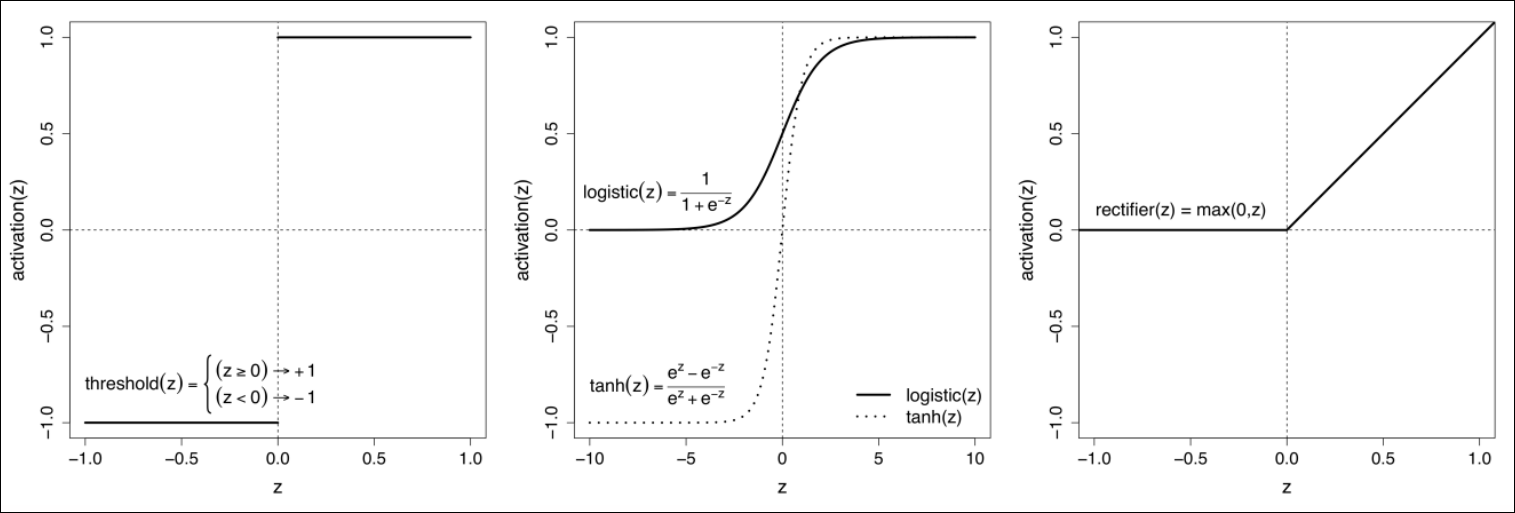 activation(z)
1.0
0.5
0.0
−0.5
−1.0
threshold(z) = { (z ≥ 0) → + 1
(z < 0) → − 1
−1.0 −0.5 0.0 0.5 1.0
z
activation(z)
1.0
0.5
0.0
−0.5
−1.0
logistic(z) = 1 / (1 + e^−z)
tanh(z) = (e^z − e^−z) / (e^z + e^−z)
logistic(z)
tanh(z)
−10 −5 0 5 10
z
activation(z)
1.0
0.5
0.0
−0.5
−1.0
rectifier(z) = max(0,z)
−1.0 −0.5 0.0 0.5 1.0
z